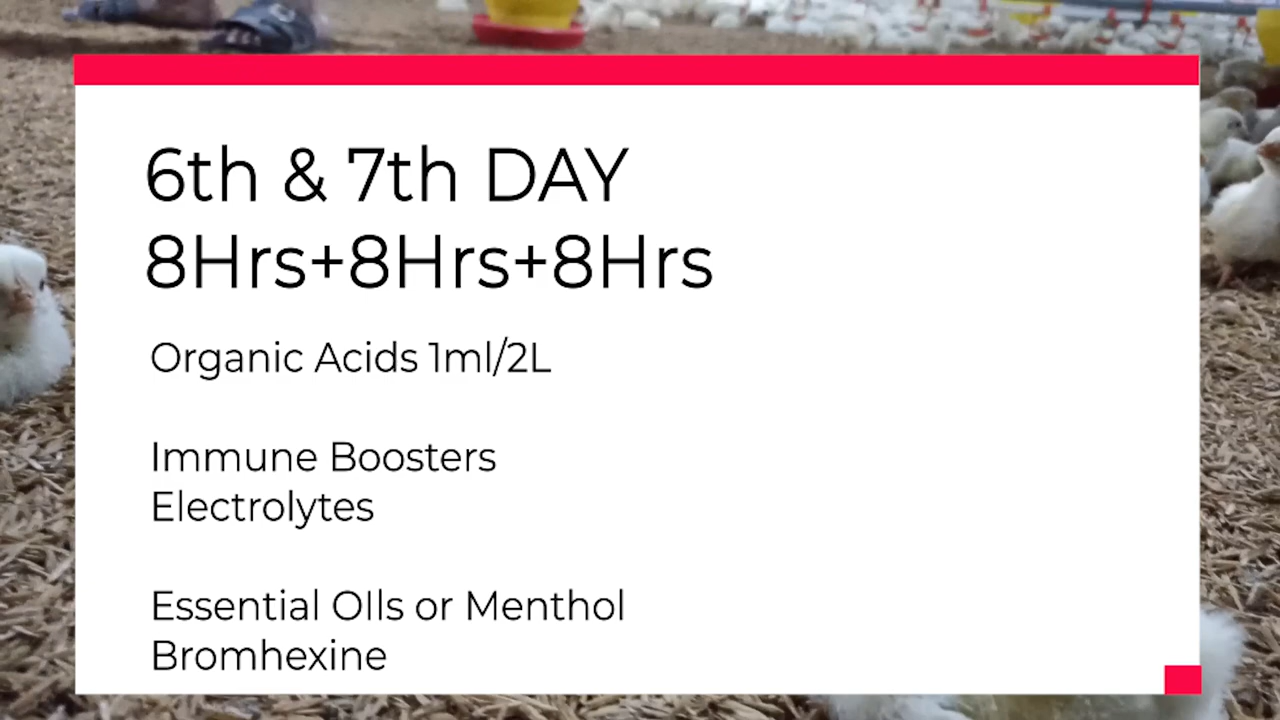 6th & 7th DAY
8Hrs+8Hrs+8Hrs
Organic Acids 1ml/2L
Immune Boosters
Electrolytes
Essential OIls or Menthol
Bromhexine